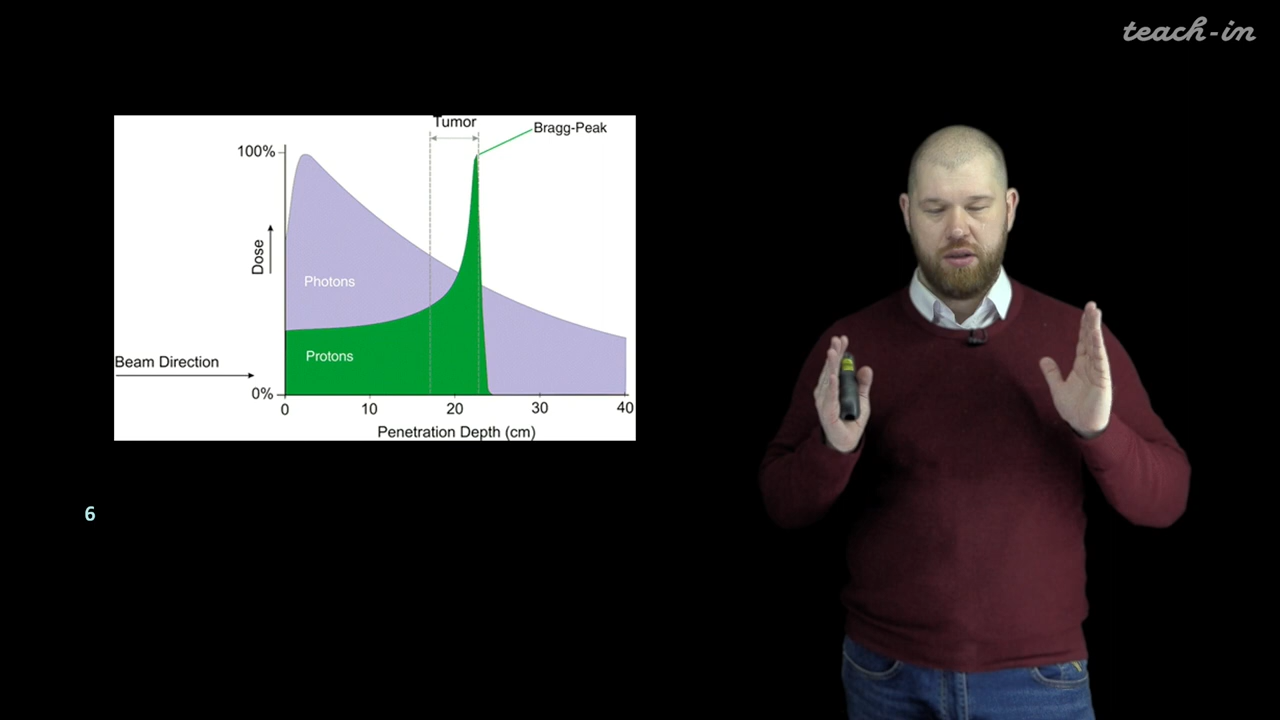 teach-in
Tumor
Bragg-Peak
100%
Dose
Photons
Protons
Beam Direction
0%
0 10 20 30 40
Penetration Depth (cm)
6